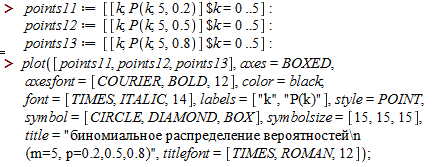 > points11 := [[k, P(k, 5, 0.2)] $k = 0 ..5] :
points12 := [[k, P(k, 5, 0.5)] $k = 0 ..5] :
points13 := [[k, P(k, 5, 0.8)] $k = 0 ..5] :
> plot([points11, points12, points13], axes = BOXED,
axesfont = [COURIER, BOLD, 12], color = black,
font = [TIMES, ITALIC, 14], labels = ["k", "P(k)"], style = POINT,
symbol = [CIRCLE, DIAMOND, BOX], symbolsize = [15, 15, 15],
title = "биномиальное распределение вероятностей\n
(m=5, p=0.2,0.5,0.8)", titlefont = [TIMES, ROMAN, 12]);